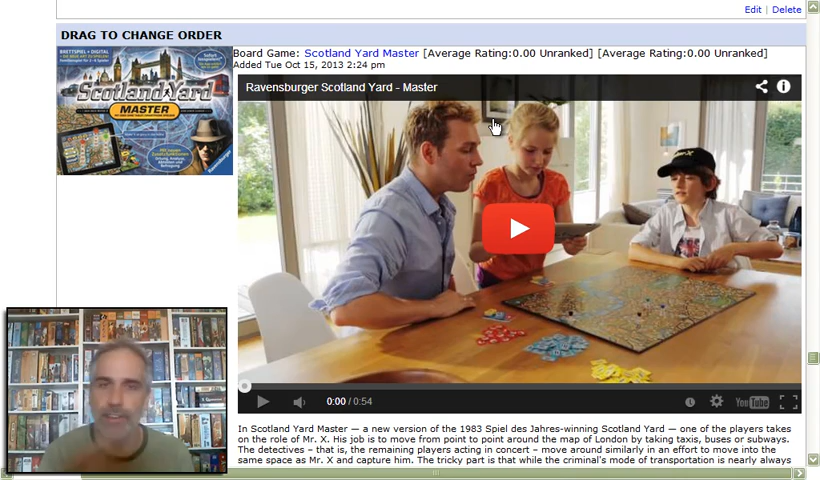 Edit | Delete
DRAG TO CHANGE ORDER
Board Game: Scotland Yard Master [Average Rating:0.00 Unranked] [Average Rating:0.00 Unranked]
Added Tue Oct 15, 2013 2:24 pm
BRETTSPIEL + DIGITAL
Scotland Yard
MASTER
Ravensburger
Ravensburger Scotland Yard - Master
0:00 / 0:54
YouTube
In Scotland Yard Master — a new version of the 1983 Spiel des Jahres-winning Scotland Yard — one of the players takes
on the role of Mr. X. His job is to move from point to point around the map of London by taking taxis, buses or subways.
The detectives – that is, the remaining players acting in concert – move around similarly in an effort to move into the
same space as Mr. X and capture him. The tricky part is that while the criminal's mode of transportation is nearly always